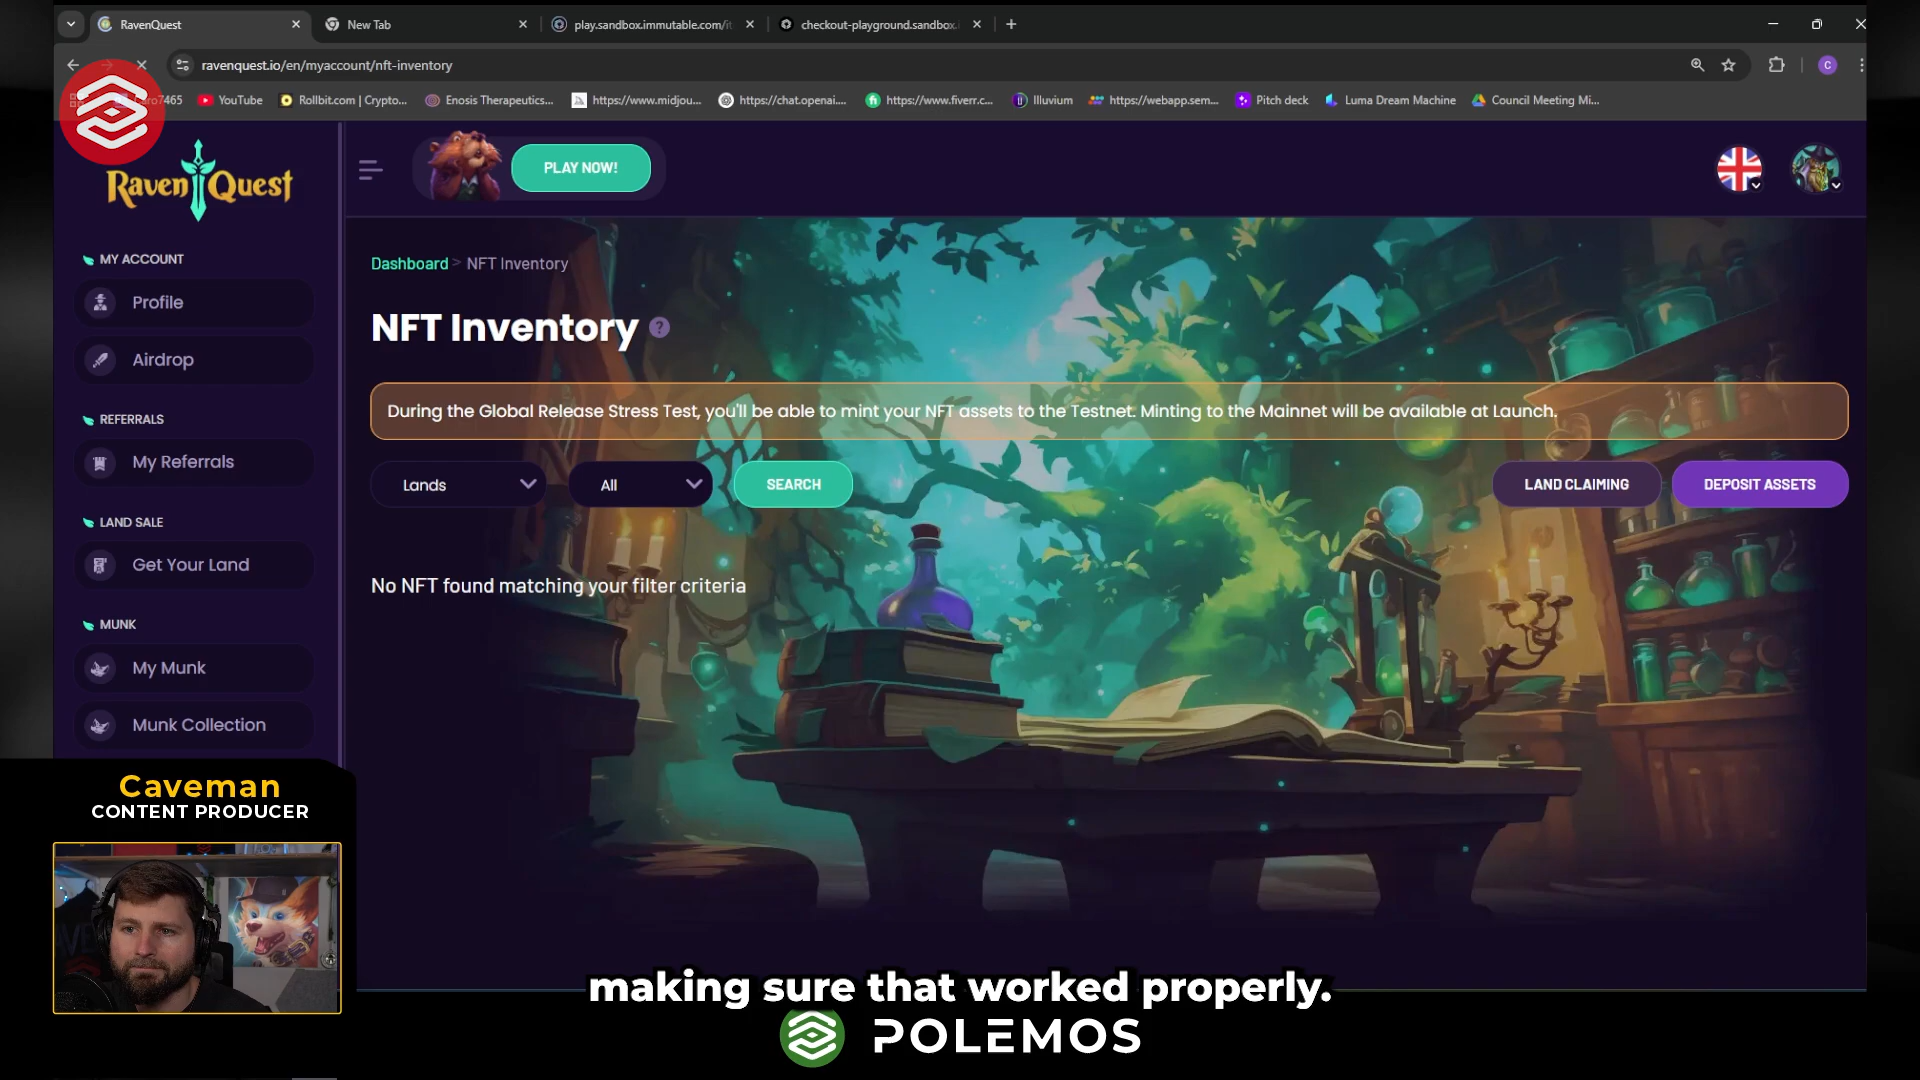 RavenQuest
New Tab
play.sandbox.immutable.com/it
checkout-playground.sandbox.
ravenquest.io/en/myaccount/nft-inventory
YouTube
Rollbit.com | Crypto...
Enosis Therapeutics...
https://www.midjou...
https://chat.openai....
https://www.fiverr.c...
Illuvium
https://webapp.sem...
Pitch deck
Luma Dream Machine
Council Meeting Mi...
C
RavenQuest
PLAY NOW!
MY ACCOUNT
Profile
Airdrop
REFERRALS
My Referrals
LAND SALE
Get Your Land
MUNK
My Munk
Munk Collection
Dashboard > NFT Inventory
NFT Inventory ?
During the Global Release Stress Test, you'll be able to mint your NFT assets to the Testnet. Minting to the Mainnet will be available at Launch.
Lands
All
SEARCH
LAND CLAIMING
DEPOSIT ASSETS
No NFT found matching your filter criteria
Caveman
CONTENT PRODUCER
making sure that worked properly.
POLEMOS